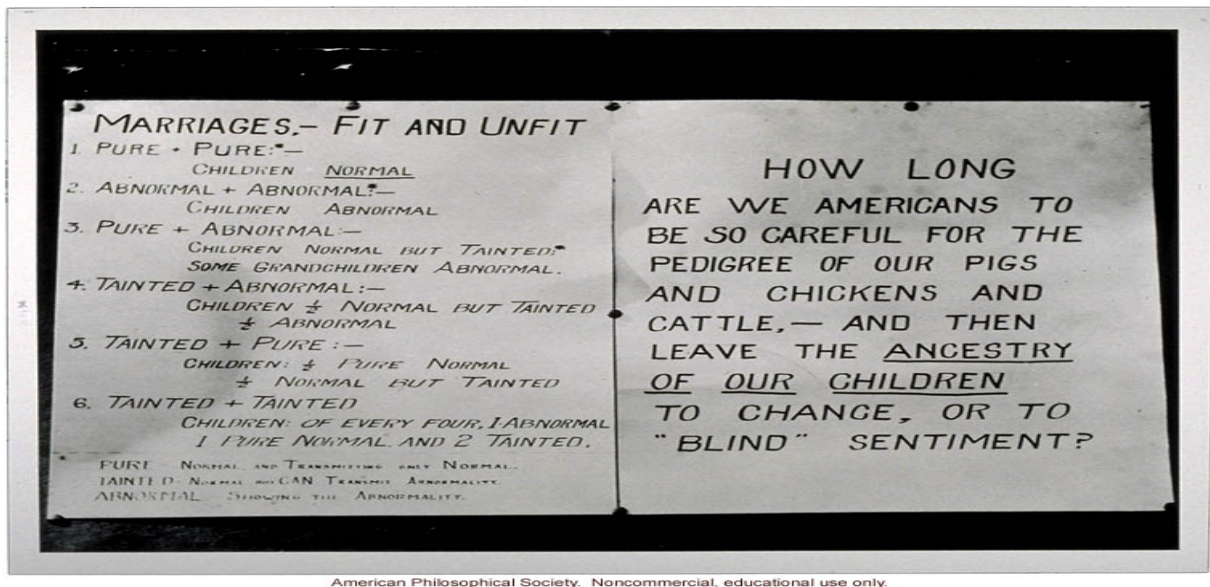 MARRIAGES,— FIT AND UNFIT
1. PURE + PURE:*—
CHILDREN NORMAL
2. ABNORMAL + ABNORMAL:*—
CHILDREN ABNORMAL
3. PURE + ABNORMAL:—
CHILDREN NORMAL BUT TAINTED:*
SOME GRANDCHILDREN ABNORMAL.
4. TAINTED + ABNORMAL:—
CHILDREN ½ NORMAL BUT TAINTED
½ ABNORMAL
5. TAINTED + PURE:—
CHILDREN: ½ PURE NORMAL
½ NORMAL BUT TAINTED
6. TAINTED + TAINTED
CHILDREN: OF EVERY FOUR, 1 ABNORMAL
1 PURE NORMAL, AND 2 TAINTED.
PURE - NORMAL AND TRANSMITTING ONLY NORMAL.
TAINTED - NORMAL BUT CAN TRANSMIT ABNORMALITY.
ABNORMAL SHOWING THE ABNORMALITY.
HOW LONG
ARE WE AMERICANS TO
BE SO CAREFUL FOR THE
PEDIGREE OF OUR PIGS
AND CHICKENS AND
CATTLE,— AND THEN
LEAVE THE ANCESTRY
OF OUR CHILDREN
TO CHANCE, OR TO
"BLIND" SENTIMENT?
American Philosophical Society. Noncommercial, educational use only.